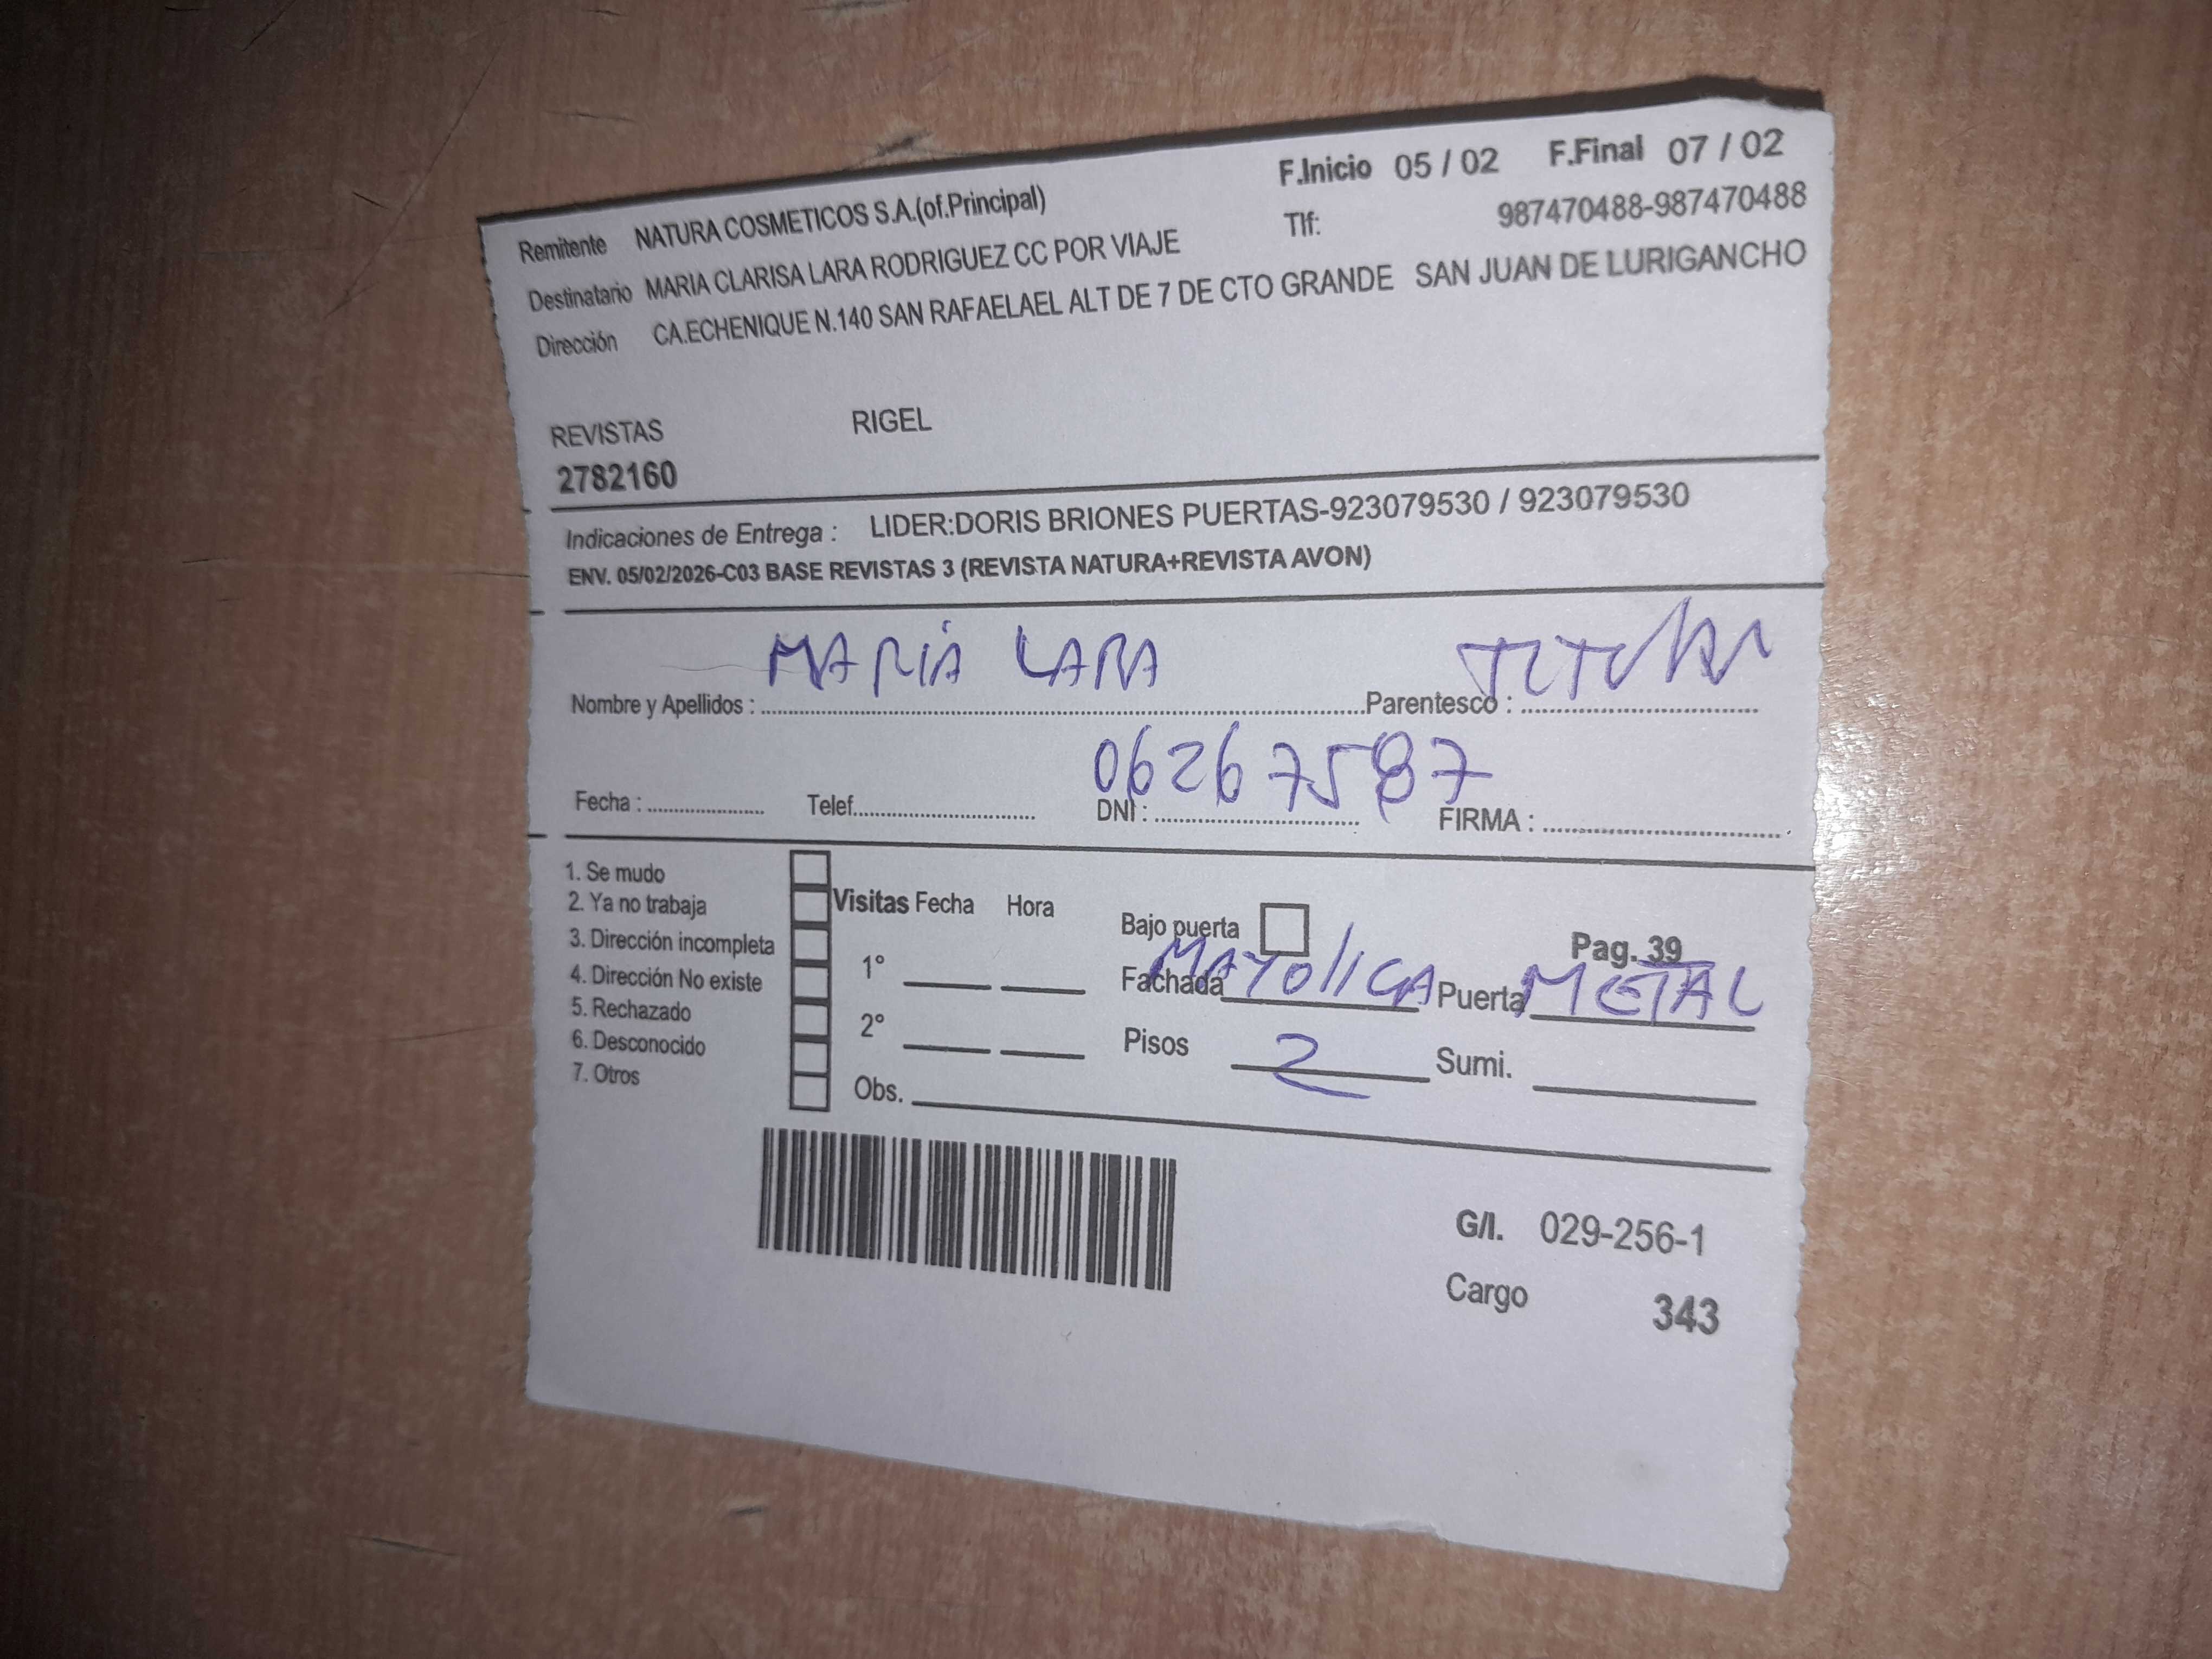 F.Inicio 05 / 02 F.Final 07 / 02
Remitente NATURA COSMETICOS S.A.(of.Principal) Tlf: 987470488-987470488
Destinatario MARIA CLARISA LARA RODRIGUEZ CC POR VIAJE
Dirección CA.ECHENIQUE N.140 SAN RAFAELAEL ALT DE 7 DE CTO GRANDE SAN JUAN DE LURIGANCHO
REVISTAS RIGEL
2782160
Indicaciones de Entrega : LIDER:DORIS BRIONES PUERTAS-923079530 / 923079530
ENV. 05/02/2026-C03 BASE REVISTAS 3 (REVISTA NATURA+REVISTA AVON)
Nombre y Apellidos : MARIA LARA Parentesco : TITULAR
Fecha : Telef. DNI : 06267587 FIRMA :
1. Se mudo
2. Ya no trabaja
3. Dirección incompleta
4. Dirección No existe
5. Rechazado
6. Desconocido
7. Otros
Visitas Fecha Hora
1°
2°
Obs.
Bajo puerta Pag. 39
Fachada MAYOlICA Puerta METAL
Pisos 2 Sumi.
G/I. 029-256-1
Cargo 343